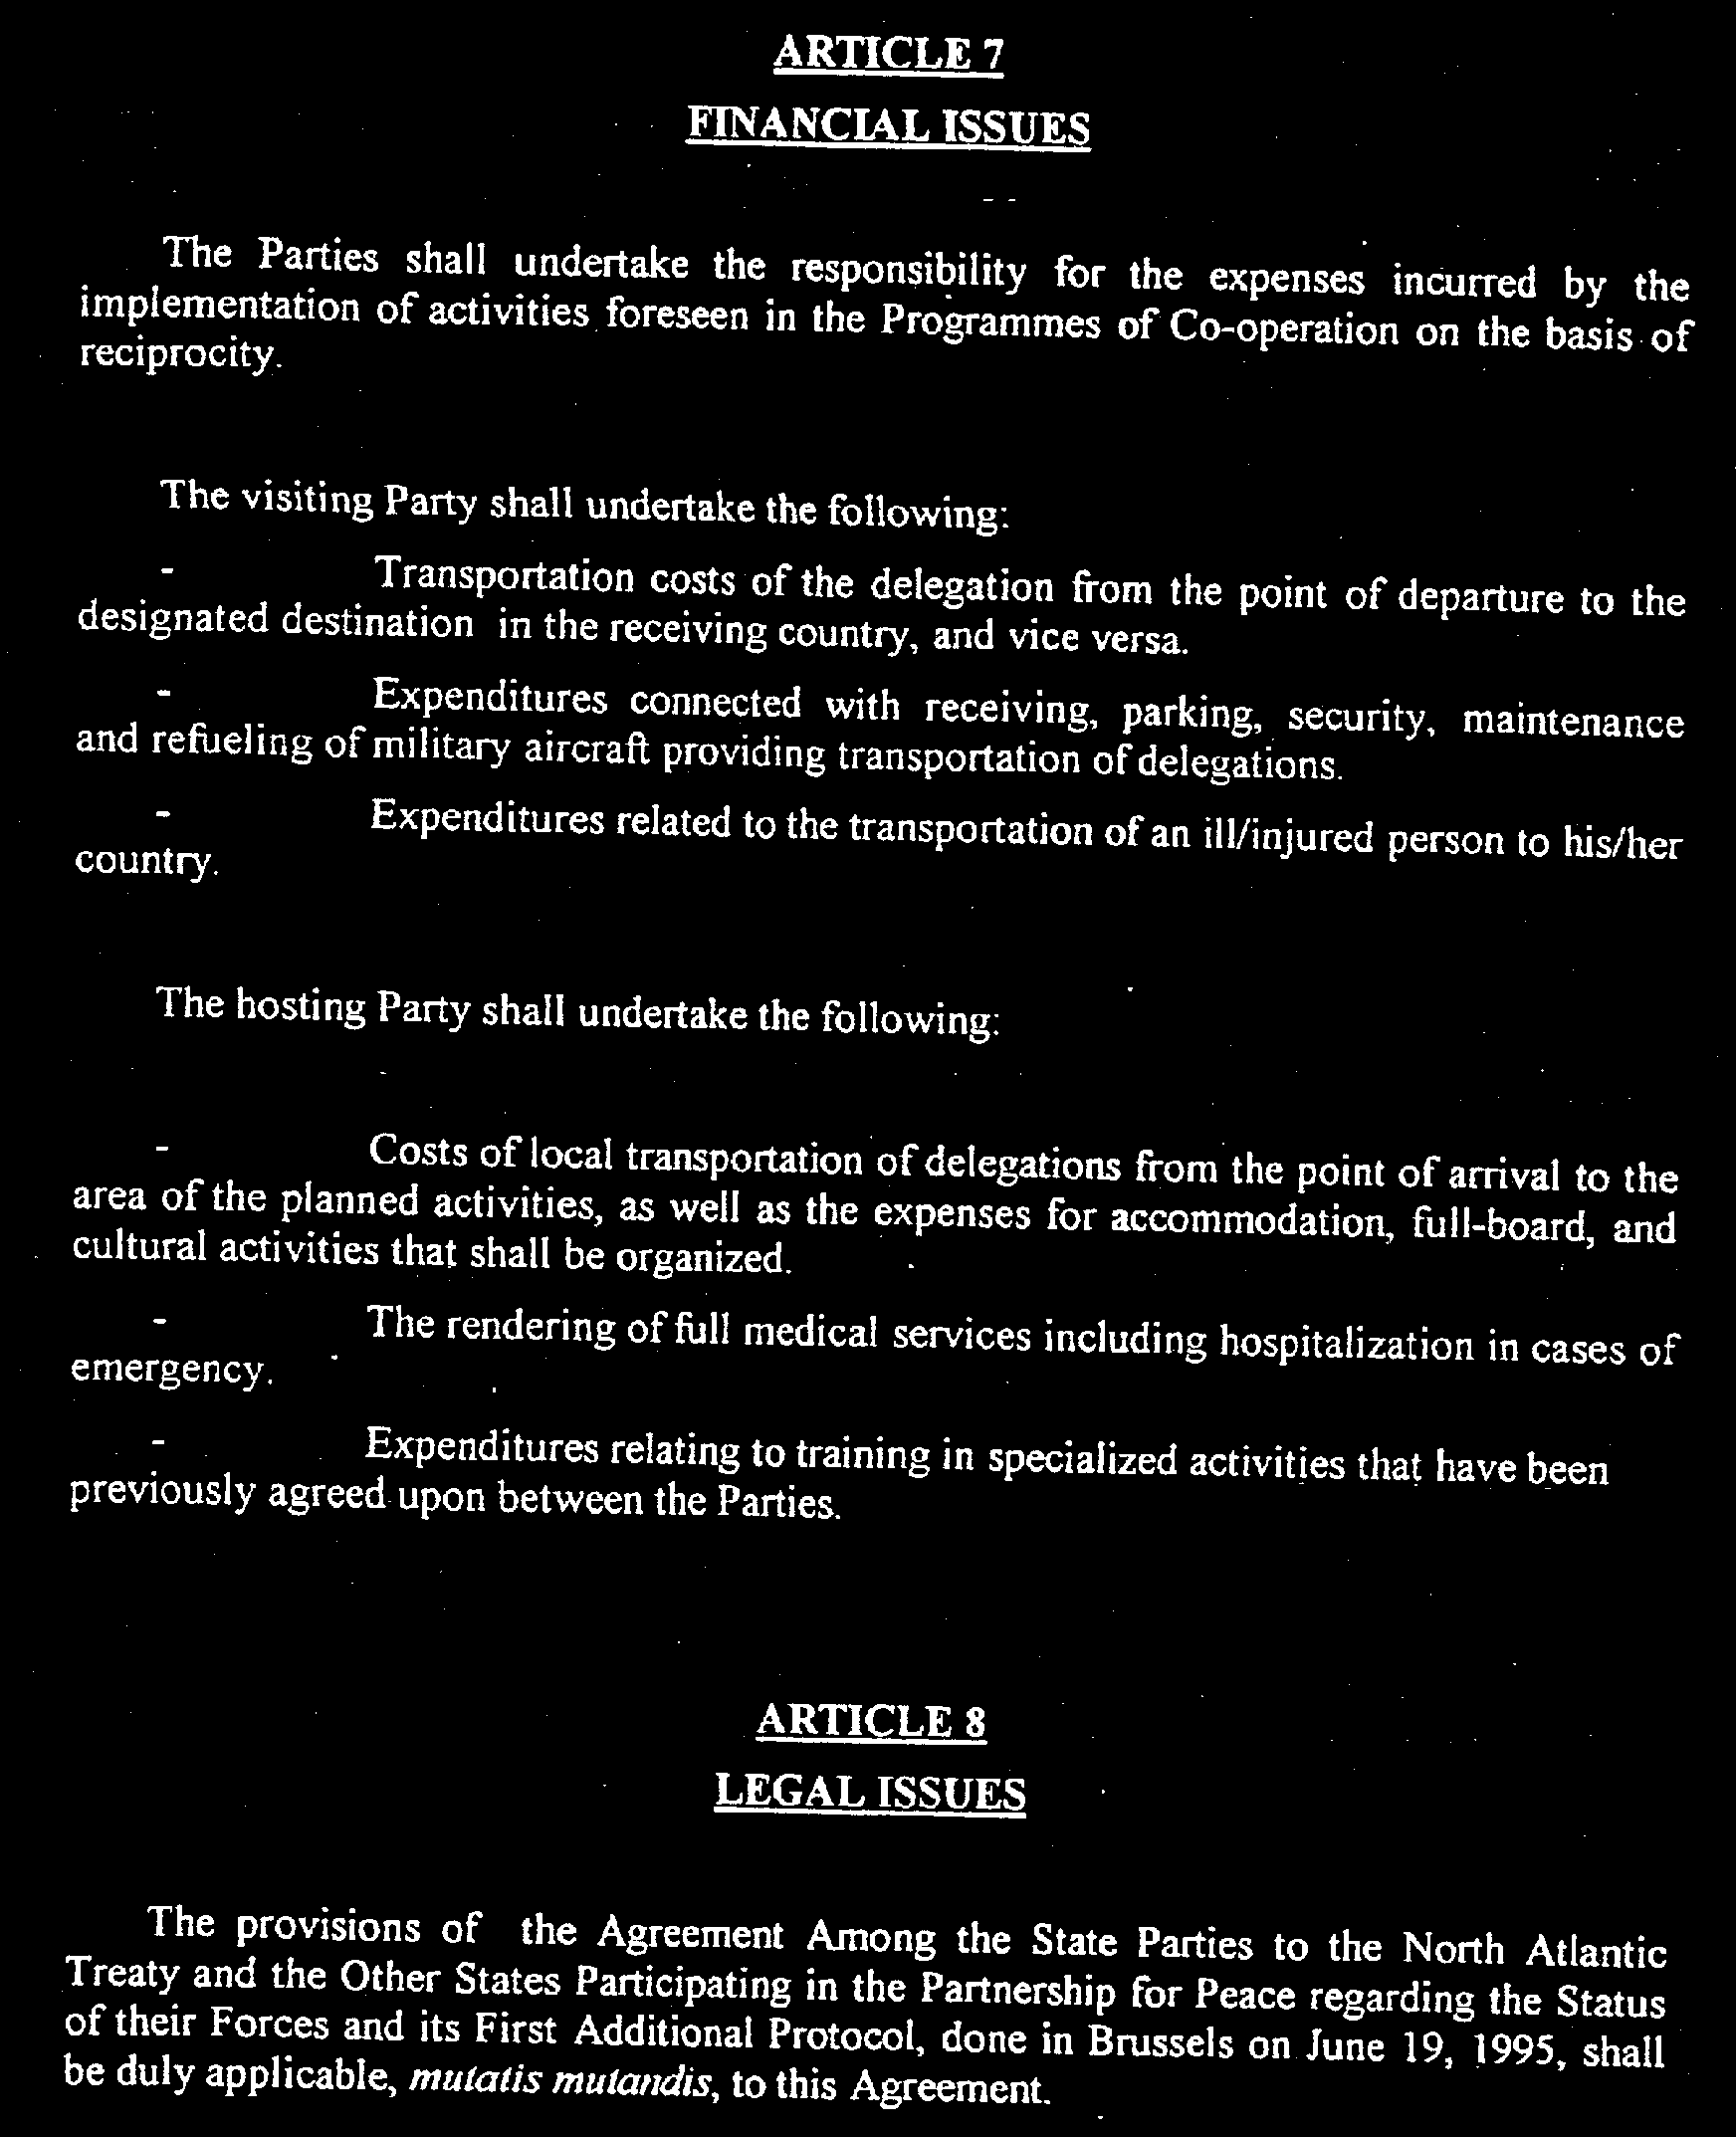 ARTICLE 7
FINANCIAL ISSUES
The Parties shall undertake the responsibility for the expenses incurred by the
implementation of activities foreseen in the Programmes of Co-operation on the basis of
reciprocity.
The visiting Party shall undertake the following:
- Transportation costs of the delegation from the point of departure to the
designated destination in the receiving country, and vice versa.
- Expenditures connected with receiving, parking, security, maintenance
and refueling of military aircraft providing transportation of delegations.
- Expenditures related to the transportation of an ill/injured person to his/her
country.
The hosting Party shall undertake the following:
- Costs of local transportation of delegations from the point of arrival to the
area of the planned activities, as well as the expenses for accommodation, full-board, and
cultural activities that shall be organized.
- The rendering of full medical services including hospitalization in cases of
emergency.
- Expenditures relating to training in specialized activities that have been
previously agreed upon between the Parties.
ARTICLE 8
LEGAL ISSUES
The provisions of the Agreement Among the State Parties to the North Atlantic
Treaty and the Other States Participating in the Partnership for Peace regarding the Status
of their Forces and its First Additional Protocol, done in Brussels on June 19, 1995, shall
be duly applicable, mutatis mutandis, to this Agreement.